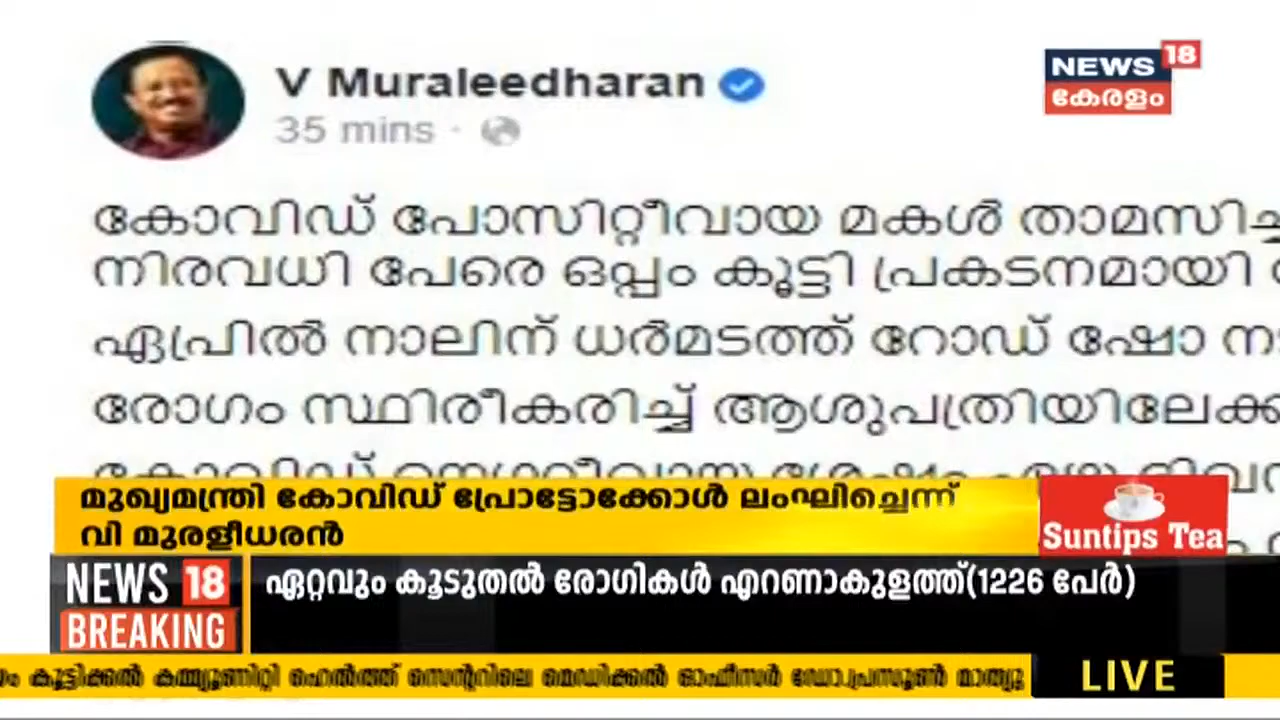 V Muraleedharan
35 mins ·
NEWS 18
കേരളം
കോവിഡ് പോസിറ്റീവായ മകൾ താമസിച്ച
നിരവധി പേരെ ഒപ്പം കൂട്ടി പ്രകടനമായി
ഏപ്രിൽ നാലിന് ധർമടത്ത് റോഡ് ഷോ
രോഗം സ്ഥിരീകരിച്ച് ആശുപത്രിയിലേക്ക
മുഖ്യമന്ത്രി കോവിഡ് പ്രോട്ടോക്കോൾ ലംഘിച്ചെന്ന്
വി മുരളീധരൻ
Suntips Tea
NEWS 18
BREAKING
ഏറ്റവും കൂടുതൽ രോഗികൾ എറണാകുളത്ത്(1226 പേർ)
കൂട്ടിക്കൽ കമ്മ്യൂണിറ്റി ഹെൽത്ത് സെന്ററിലെ മെഡിക്കൽ ഓഫീസർ ഡോ.പ്രസൂൺ മാത്യു
LIVE